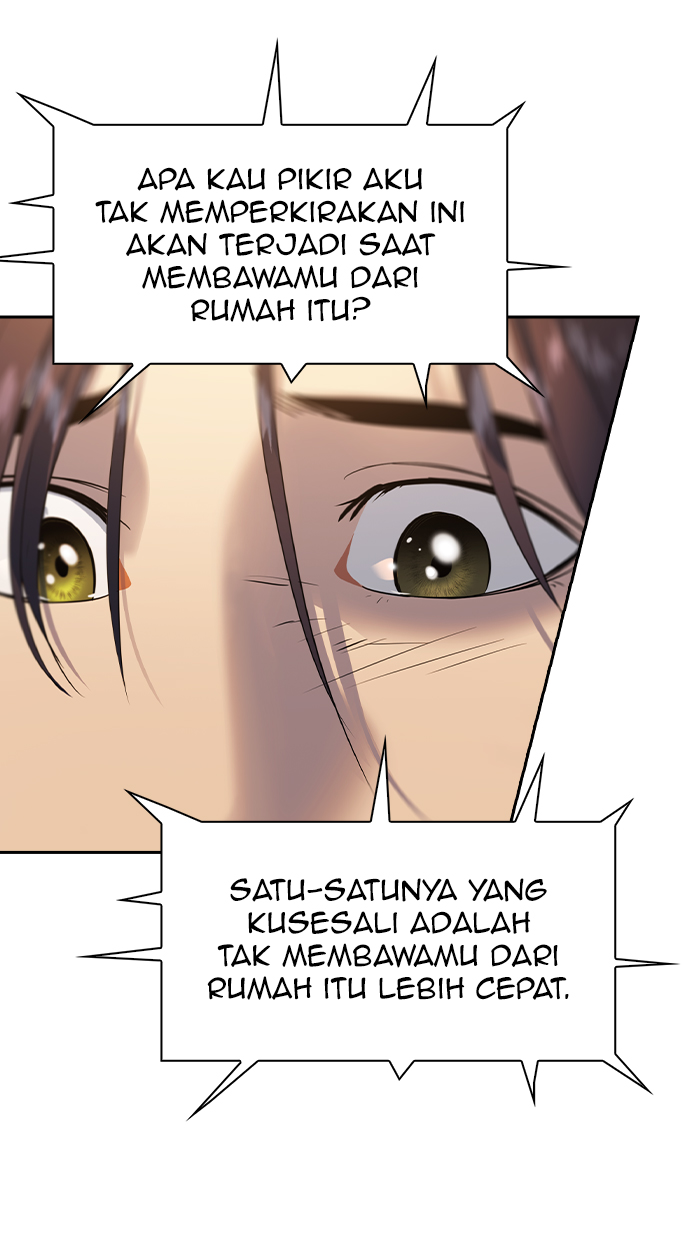 APA KAU PIKIR AKU
TAK MEMPERKIRAKAN INI
AKAN TERJADI SAAT
MEMBAWAMU DARI
RUMAH ITU?
SATU-SATUNYA YANG
KUSESALI ADALAH
TAK MEMBAWAMU DARI
RUMAH ITU LEBIH CEPAT.